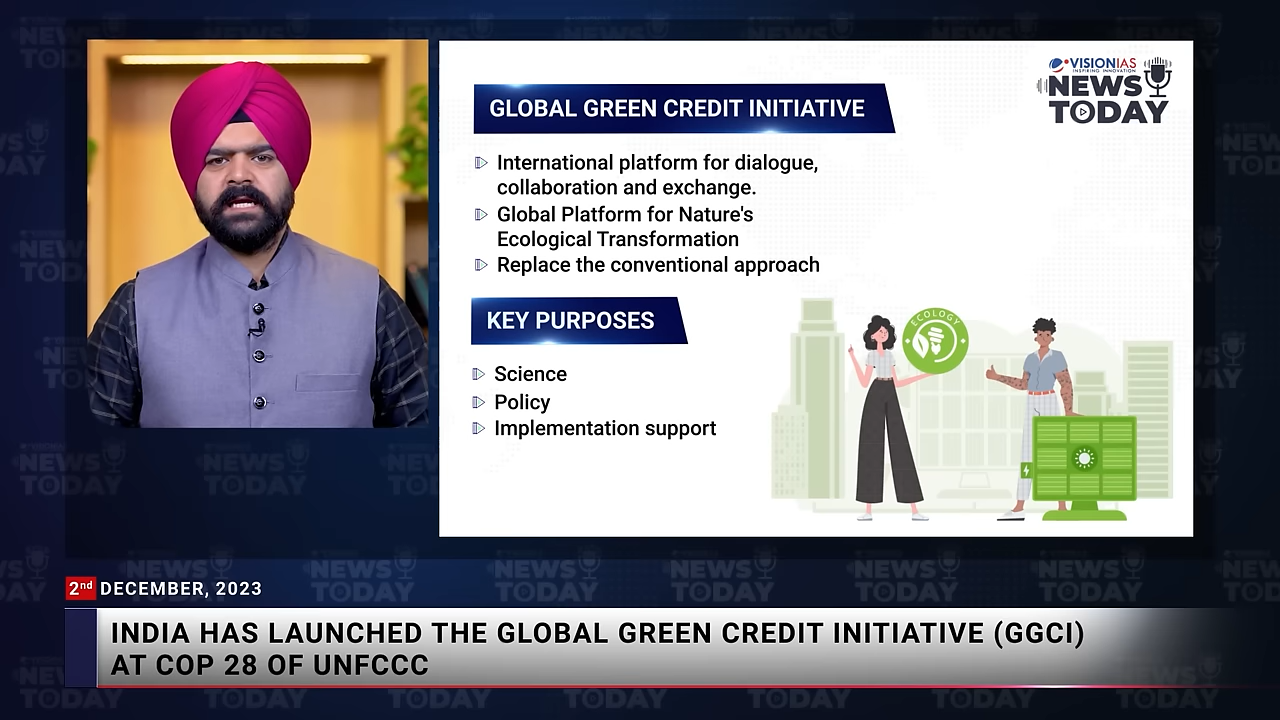 VISIONIAS
INSPIRING INNOVATION
NEWS
TODAY
GLOBAL GREEN CREDIT INITIATIVE
International platform for dialogue,
collaboration and exchange.
Global Platform for Nature's
Ecological Transformation
Replace the conventional approach
KEY PURPOSES
Science
Policy
Implementation support
ECOLOGY
2nd DECEMBER, 2023
INDIA HAS LAUNCHED THE GLOBAL GREEN CREDIT INITIATIVE (GGCI)
AT COP 28 OF UNFCCC